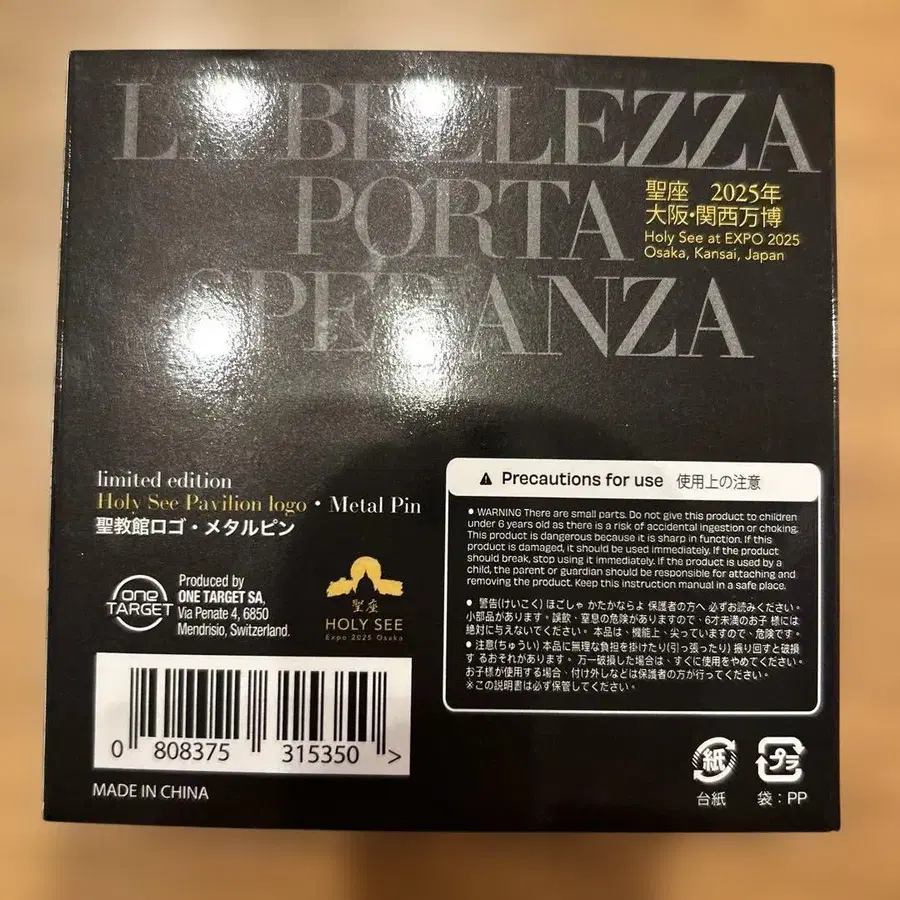 LA BELLEZZA
PORTA
SPERANZA
聖座 2025年
大阪・関西万博
Holy See at EXPO 2025
Osaka, Kansai, Japan
limited edition
Holy See Pavilion logo・Metal Pin
聖教館ロゴ・メタルピン
one
TARGET
Produced by
ONE TARGET SA,
Via Penate 4, 6850
Mendrisio, Switzerland.
聖座
HOLY SEE
Expo 2025 Osaka
0 808375 315350 >
MADE IN CHINA
Precautions for use 使用上の注意
● WARNING There are small parts. Do not give this product to children
under 6 years old as there is a risk of accidental ingestion or choking.
This product is dangerous because it is sharp in function. If this
product is damaged, it should be used immediately. If the product
should break, stop using it immediately. If the product is used by a
child, the parent or guardian should be responsible for attaching and
removing the product. Keep this instruction manual in a safe place.
● 警告(けいこく) ほごしゃ かたかならよ 保護者の方へ 必ずお読みください。
小部品があります。誤飲、窒息の危険がありますので、6才未満のお子 様には
絶対に与えないでください。 本品は、機能上、尖っていますので、危険です。
● 注意(ちゅうい) 本品に無理な負担を掛けたり(引っ張ったり) 振り回すと破損
す るおそれがあります。 万一破損した場合は、すぐに使用をやめてください。
お子様が使用する場合、付け外しなどは保護者の方が行ってください。
※この説明書は必ず保管してください。
紙
台紙
プラ
袋：PP